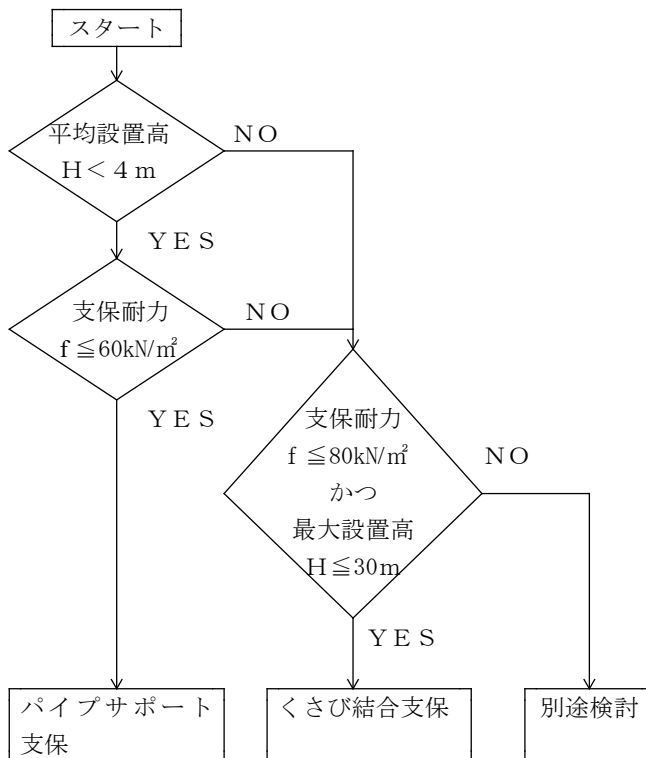 スタート
平均設置高
H＜４ｍ
ＮＯ
ＹＥＳ
支保耐力
ｆ≦60kN/㎡
ＮＯ
ＹＥＳ
支保耐力
ｆ≦80kN/㎡
かつ
最大設置高
Ｈ≦30ｍ
ＮＯ
ＹＥＳ
パイプサポート
支保
くさび結合支保
別途検討